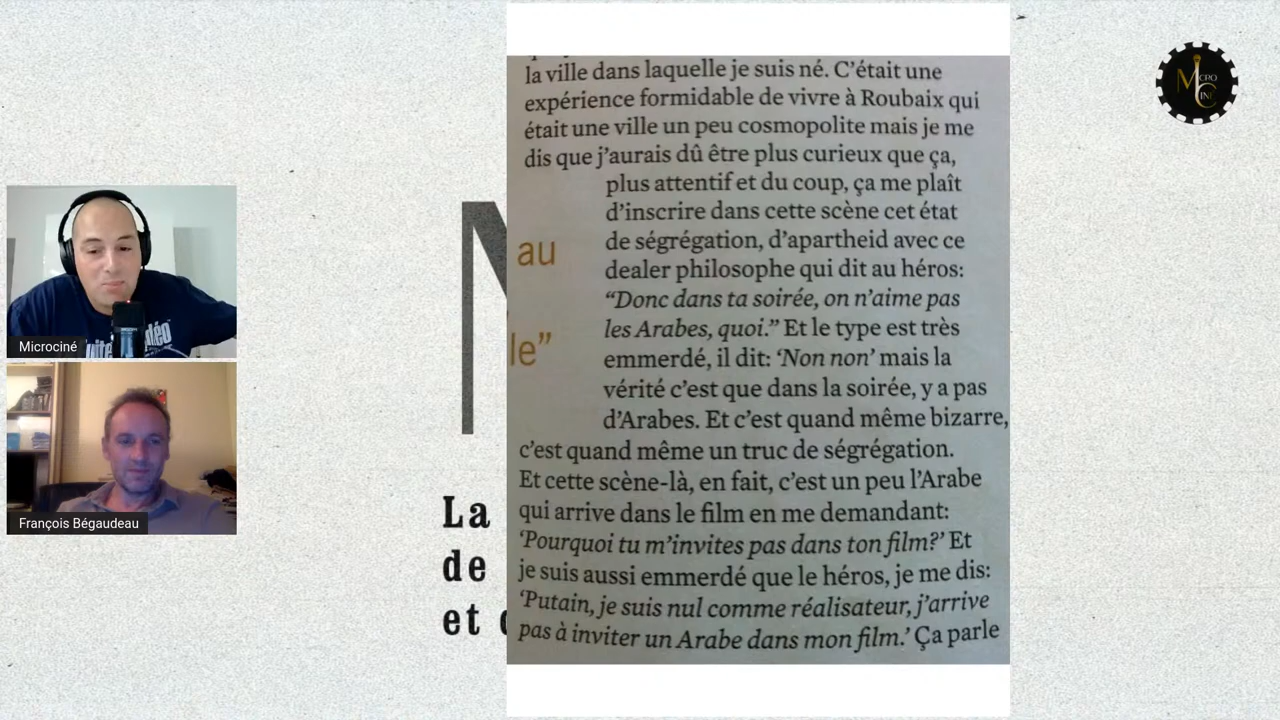 la ville dans laquelle je suis né. C’était une
expérience formidable de vivre à Roubaix qui
était une ville un peu cosmopolite mais je me
dis que j’aurais dû être plus curieux que ça,
plus attentif et du coup, ça me plaît
d’inscrire dans cette scène cet état
de ségrégation, d’apartheid avec ce
dealer philosophe qui dit au héros:
“Donc dans ta soirée, on n’aime pas
les Arabes, quoi.” Et le type est très
emmerdé, il dit: ‘Non non’ mais la
vérité c’est que dans la soirée, y a pas
d’Arabes. Et c’est quand même bizarre,
c’est quand même un truc de ségrégation.
Et cette scène-là, en fait, c’est un peu l’Arabe
qui arrive dans le film en me demandant:
‘Pourquoi tu m’invites pas dans ton film?’ Et
je suis aussi emmerdé que le héros, je me dis:
‘Putain, je suis nul comme réalisateur, j’arrive
pas à inviter un Arabe dans mon film.’ Ça parle
au
le”
N
La
de
et
Microciné
François Bégaudeau
MICRO
CINÉ